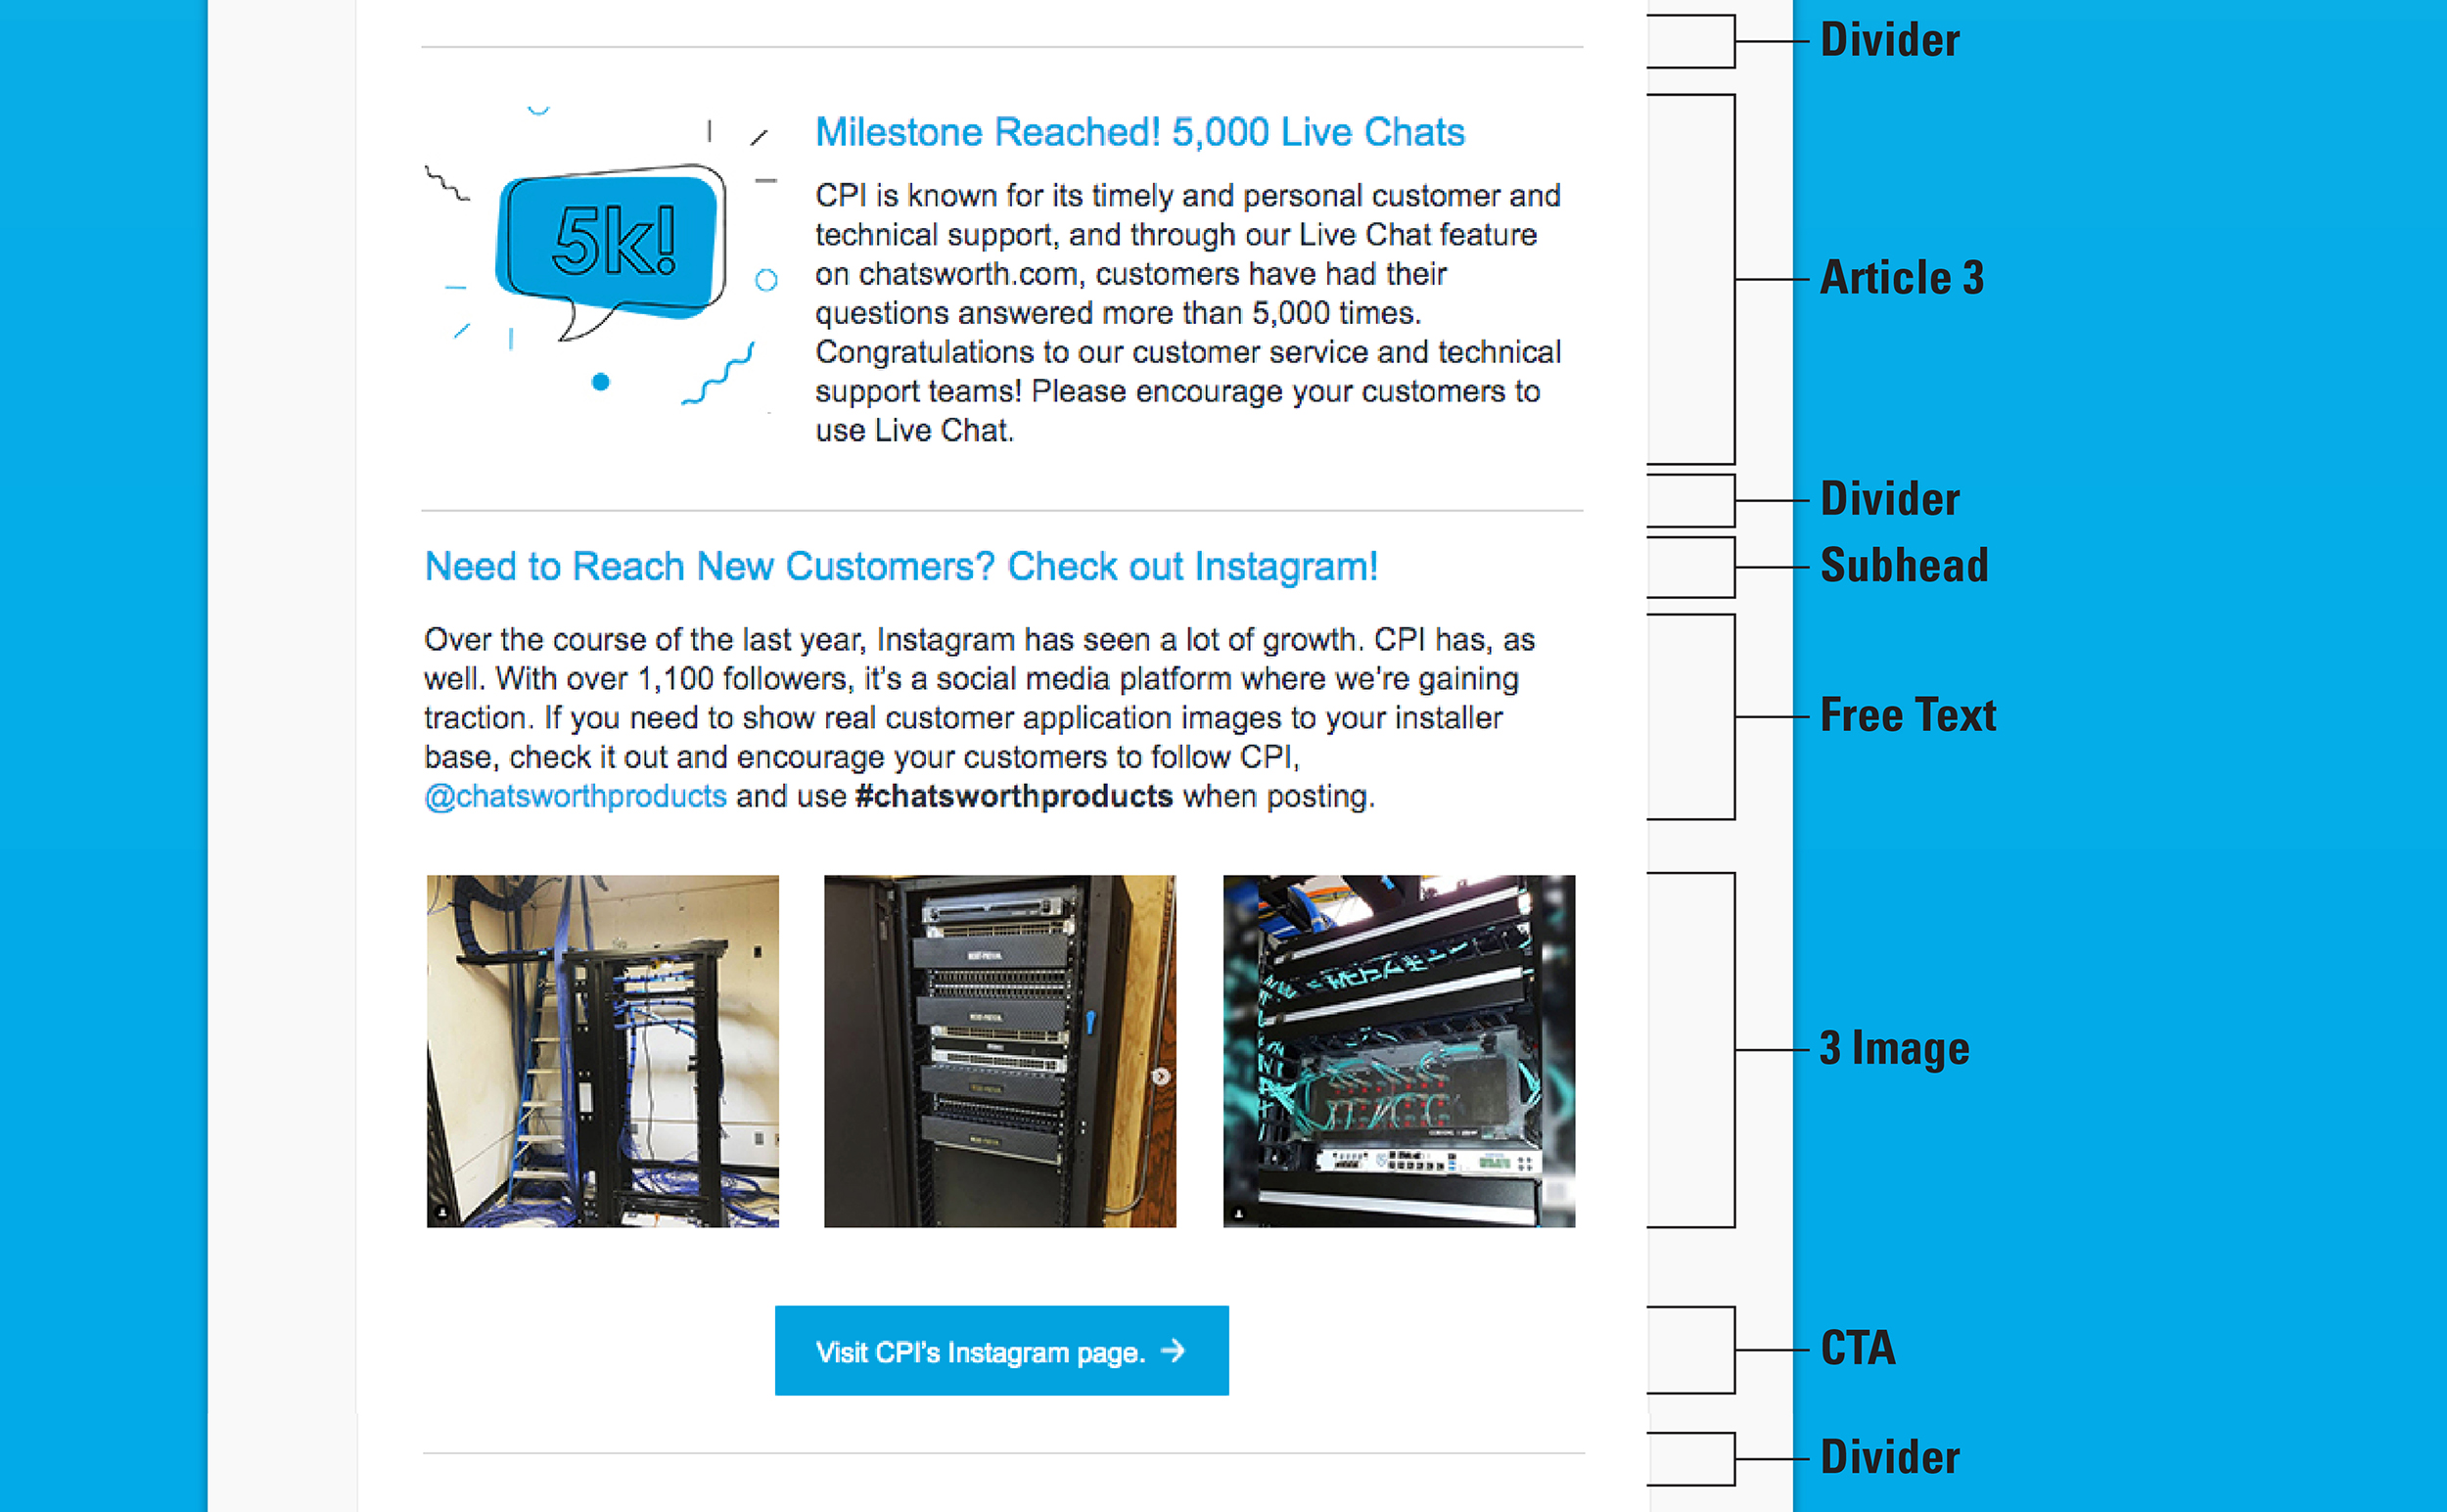 Divider
5k!
Milestone Reached! 5,000 Live Chats
CPI is known for its timely and personal customer and
technical support, and through our Live Chat feature
on chatsworth.com, customers have had their
questions answered more than 5,000 times.
Congratulations to our customer service and technical
support teams! Please encourage your customers to
use Live Chat.
Article 3
Divider
Need to Reach New Customers? Check out Instagram!
Subhead
Over the course of the last year, Instagram has seen a lot of growth. CPI has, as
well. With over 1,100 followers, it's a social media platform where we're gaining
traction. If you need to show real customer application images to your installer
base, check it out and encourage your customers to follow CPI,
@chatsworthproducts and use #chatsworthproducts when posting.
Free Text
3 Image
Visit CPI's Instagram page. →
CTA
Divider